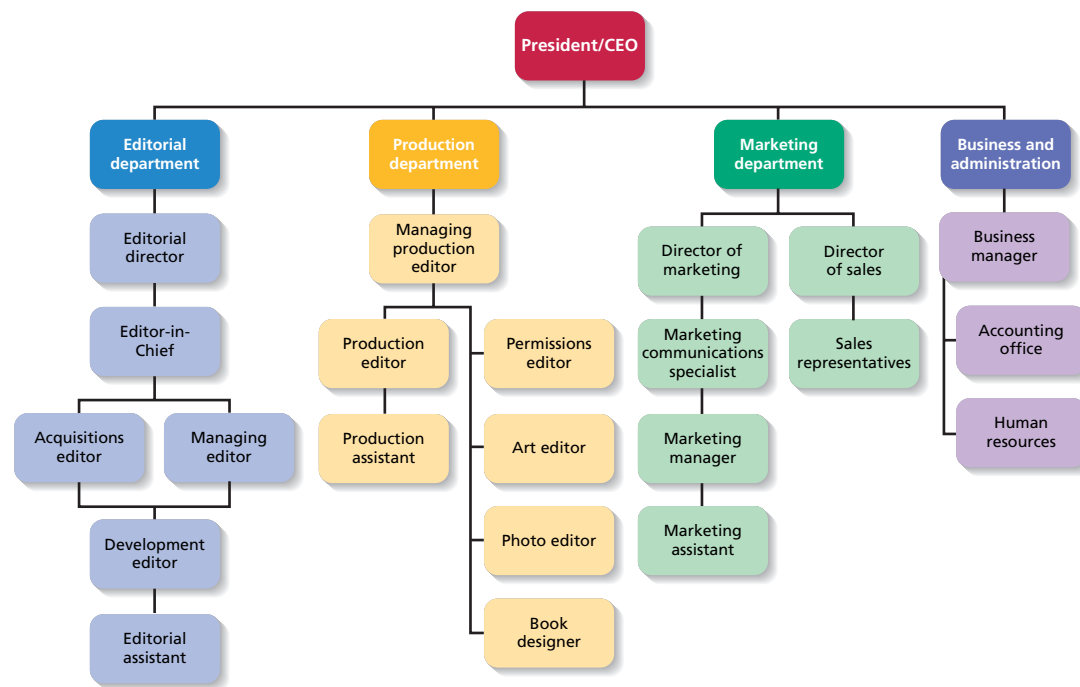 President/CEO
Editorial
department
Production
department
Marketing
department
Business and
administration
Editorial
director
Managing
production
editor
Director of
marketing
Director
of sales
Business
manager
Editor-in-
Chief
Production
editor
Permissions
editor
Marketing
communications
specialist
Sales
representatives
Accounting
office
Acquisitions
editor
Managing
editor
Production
assistant
Art editor
Marketing
manager
Human
resources
Development
editor
Photo editor
Marketing
assistant
Editorial
assistant
Book
designer